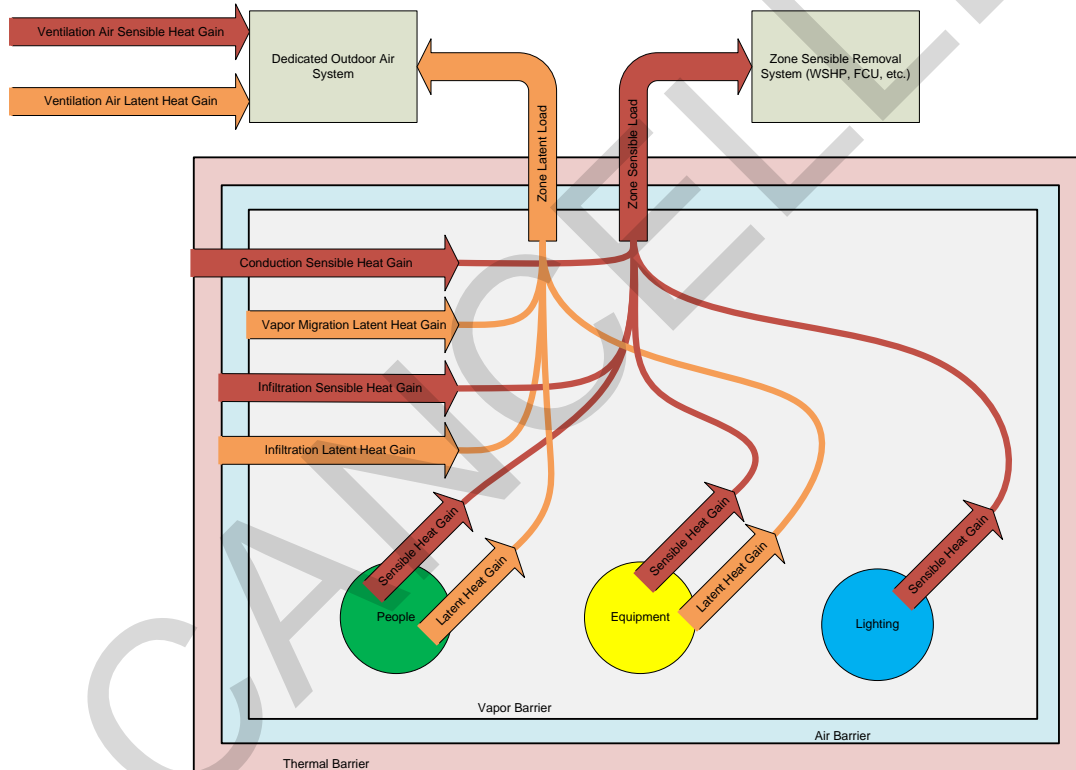 Ventilation Air Sensible Heat Gain
Ventilation Air Latent Heat Gain
Dedicated Outdoor Air
System
Zone Sensible Removal
System (WSHP, FCU, etc.)
Zone Latent Load
Zone Sensible Load
Conduction Sensible Heat Gain
Vapor Migration Latent Heat Gain
Infiltration Sensible Heat Gain
Infiltration Latent Heat Gain
Sensible Heat Gain
Latent Heat Gain
People
Sensible Heat Gain
Latent Heat Gain
Equipment
Sensible Heat Gain
Lighting
Vapor Barrier
Air Barrier
Thermal Barrier